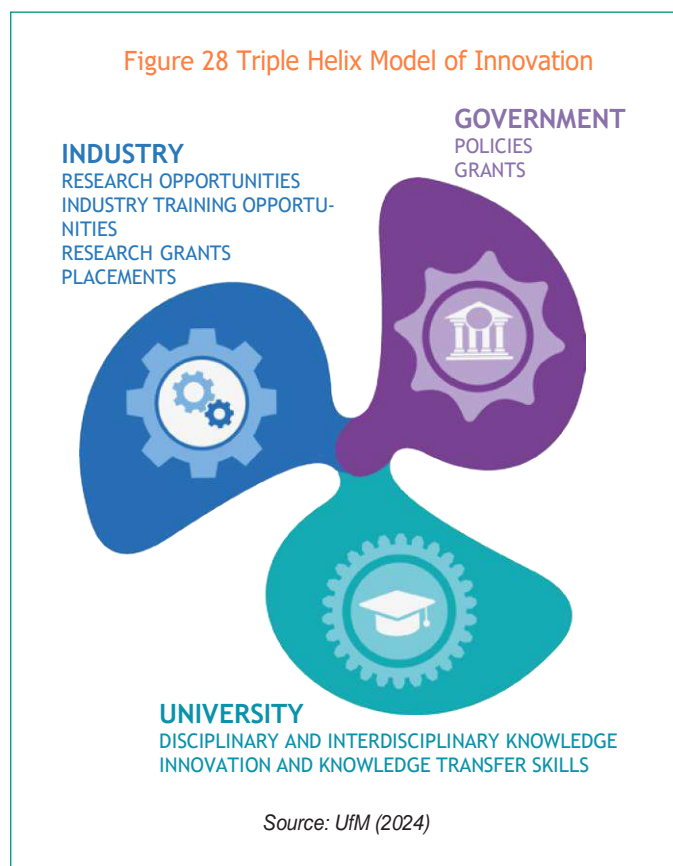 Figure 28 Triple Helix Model of Innovation
GOVERNMENT
POLICIES
GRANTS
INDUSTRY
RESEARCH OPPORTUNITIES
INDUSTRY TRAINING OPPORTU-
NITIES
RESEARCH GRANTS
PLACEMENTS
UNIVERSITY
DISCIPLINARY AND INTERDISCIPLINARY KNOWLEDGE
INNOVATION AND KNOWLEDGE TRANSFER SKILLS
Source: UfM (2024)